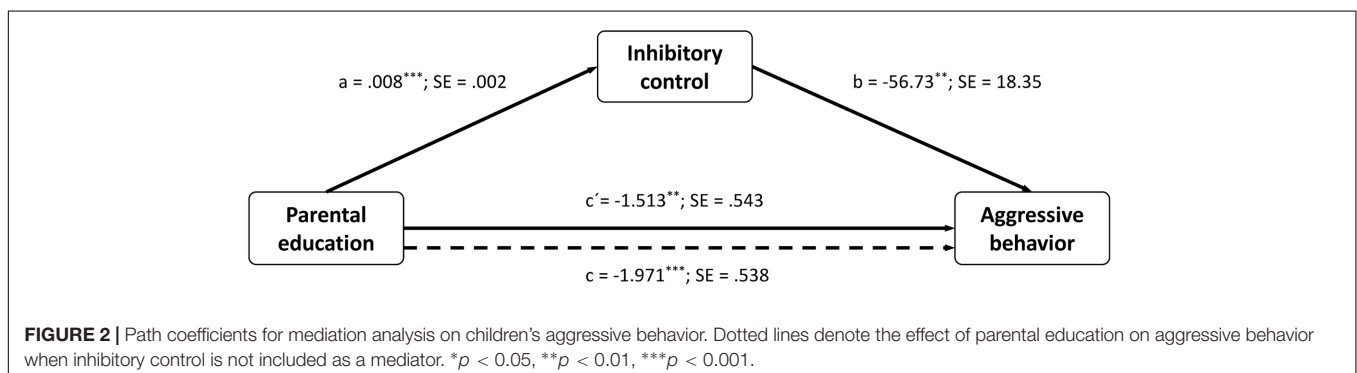 Inhibitory
control
a = .008***; SE = .002
b = -56.73**; SE = 18.35
Parental
education
c´= -1.513**; SE = .543
Aggressive
behavior
c = -1.971***; SE = .538
FIGURE 2 | Path coefficients for mediation analysis on children’s aggressive behavior. Dotted lines denote the effect of parental education on aggressive behavior
when inhibitory control is not included as a mediator. *p < 0.05, **p < 0.01, ***p < 0.001.